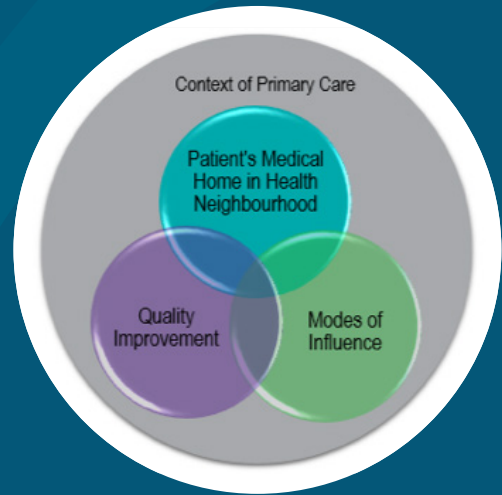 Context of Primary Care
Patient's Medical
Home in Health
Neighbourhood
Quality
Improvement
Modes of
Influence